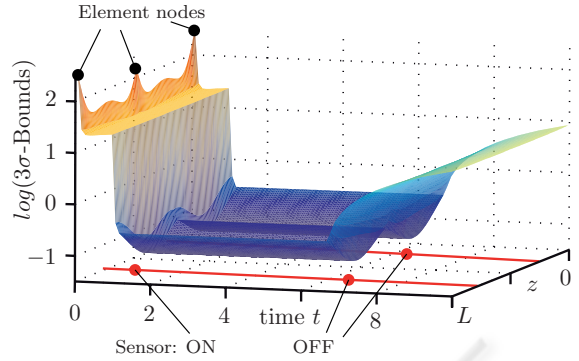 Element nodes
log(3σ-Bounds)
2
1
0
−1
0
2
4
time t
8
L
z
0
Sensor: ON
OFF